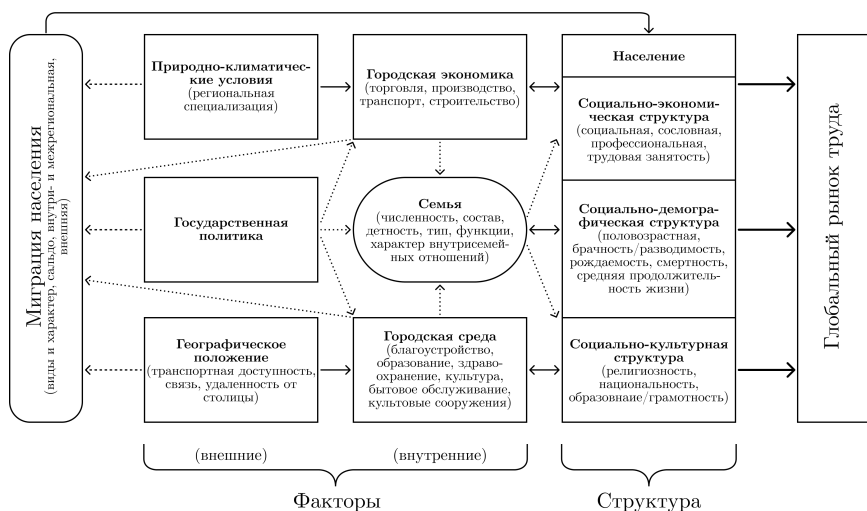 Миграция населения
(виды и характер, сальдо, внутри- и межрегиональная,
внешняя)
Природно-климатичес-
кие условия
(региональная
специализация)
Государственная
политика
Географическое
положение
(транспортная доступность,
связь, удаленность от
столицы)
Городская экономика
(торговля, производство,
транспорт, строительство)
Семья
(численность, состав,
детность, тип, функции,
характер внутрисемей-
ных отношений)
Городская среда
(благоустройство,
образование, здраво-
охранение, культура,
бытовое обслуживание,
культовые сооружения)
Население
Социально-экономи-
ческая структура
(социальная, сословная,
профессиональная,
трудовая занятость)
Социально-демогра-
фическая структура
(половозрастная,
брачность/разводимость,
рождаемость, смертность,
средняя продолжитель-
ность жизни)
Социально-культурная
структура
(религиозность,
национальность,
образовнаие/грамотность)
Глобальный рынок труда
(внешние)
(внутренние)
Факторы
Структура